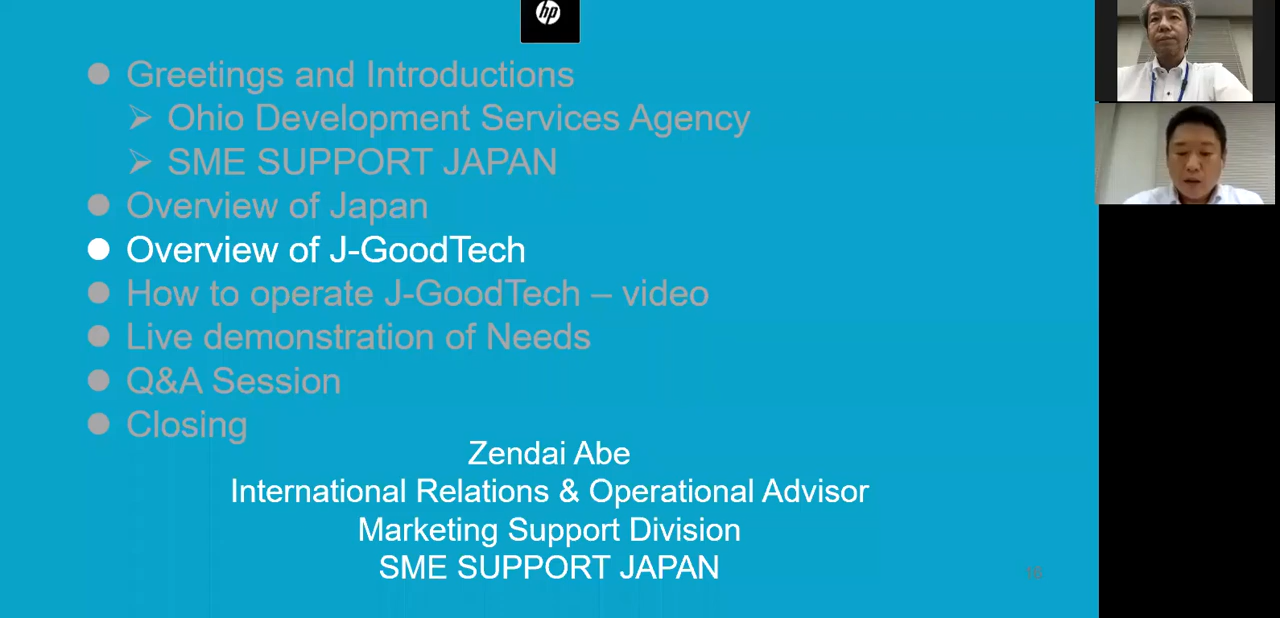 hp
Greetings and Introductions
Ohio Development Services Agency
SME SUPPORT JAPAN
Overview of Japan
Overview of J-GoodTech
How to operate J-GoodTech – video
Live demonstration of Needs
Q&A Session
Closing
Zendai Abe
International Relations & Operational Advisor
Marketing Support Division
SME SUPPORT JAPAN
16